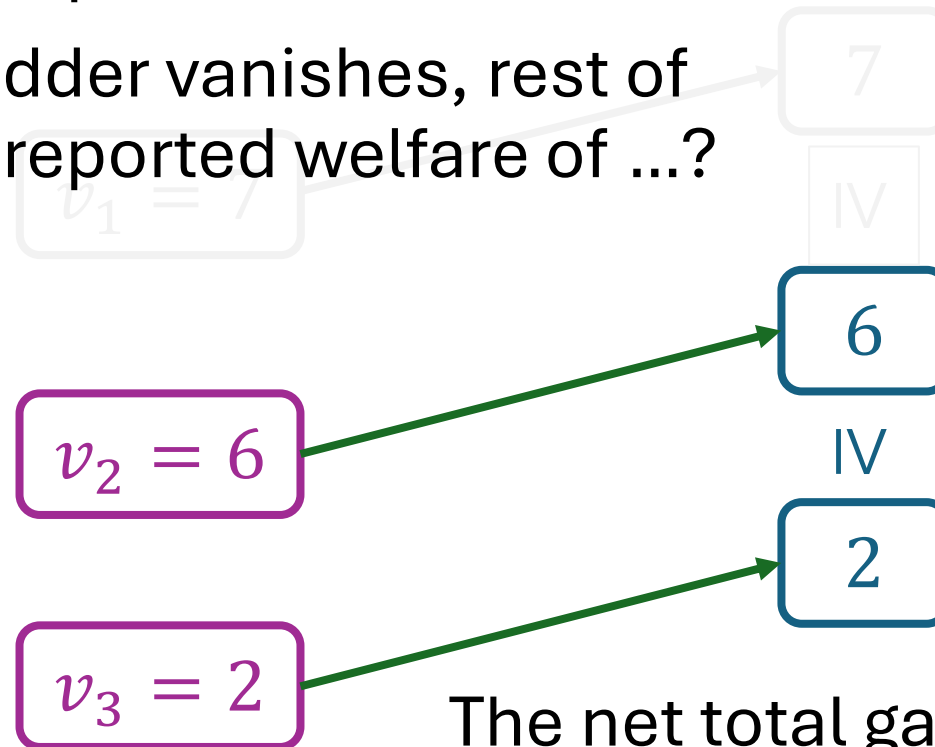 dder vanishes, rest of
7
reported welfare of ...?
v₁ = 7
≥
6
v₂ = 6
≥
2
v₃ = 2
The net total ga